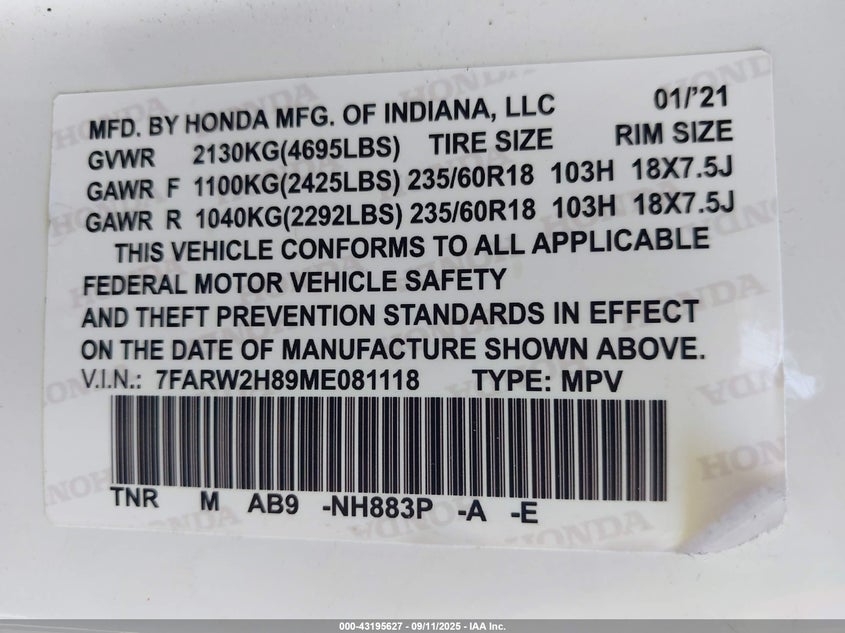 MFD. BY HONDA MFG. OF INDIANA, LLC 01/'21
GVWR 2130KG(4695LBS) TIRE SIZE RIM SIZE
GAWR F 1100KG(2425LBS) 235/60R18 103H 18X7.5J
GAWR R 1040KG(2292LBS) 235/60R18 103H 18X7.5J
THIS VEHICLE CONFORMS TO ALL APPLICABLE
FEDERAL MOTOR VEHICLE SAFETY
AND THEFT PREVENTION STANDARDS IN EFFECT
ON THE DATE OF MANUFACTURE SHOWN ABOVE.
V.I.N.: 7FARW2H89ME081118 TYPE: MPV
TNR M AB9 -NH883P -A -E
000-43195627 - 09/11/2025 - IAA Inc.